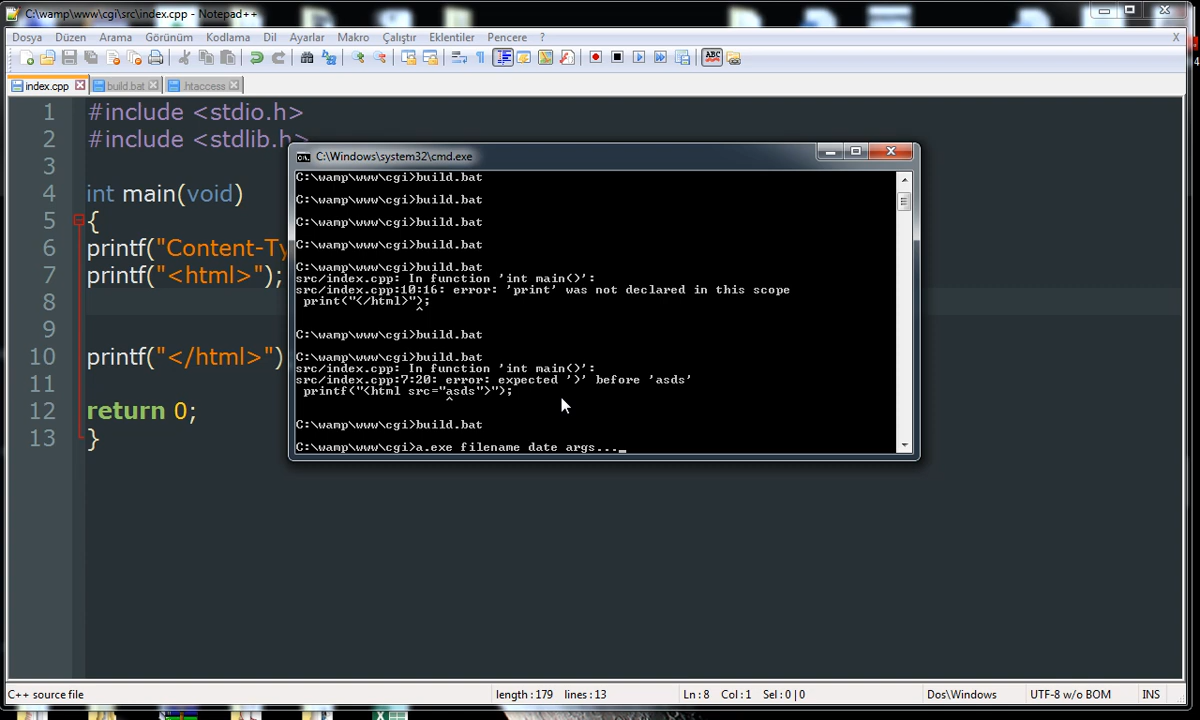 C:\wamp\www\cgi\src\index.cpp - Notepad++
Dosya Düzen Arama Görünüm Kodlama Dil Ayarlar Makro Çalıştır Eklentiler Pencere ? X
index.cpp build.bat .htaccess
1 #include <stdio.h>
2 #include <stdlib.h>
3
4 int main(void)
5 {
6 printf("Content-Ty
7 printf("<html>");
8
9
10 printf("</html>")
11
12 return 0;
13 }
C:\Windows\system32\cmd.exe
C:\wamp\www\cgi>build.bat
C:\wamp\www\cgi>build.bat
C:\wamp\www\cgi>build.bat
C:\wamp\www\cgi>build.bat
C:\wamp\www\cgi>build.bat
src/index.cpp: In function 'int main()':
src/index.cpp:10:16: error: 'print' was not declared in this scope
print("</html>");
^
C:\wamp\www\cgi>build.bat
C:\wamp\www\cgi>build.bat
src/index.cpp: In function 'int main()':
src/index.cpp:7:20: error: expected ')' before 'asds'
printf("<html src="asds">");
^
C:\wamp\www\cgi>build.bat
C:\wamp\www\cgi>a.exe filename date args..._
C++ source file length : 179 lines : 13 Ln : 8 Col : 1 Sel : 0 | 0 Dos\Windows UTF-8 w/o BOM INS